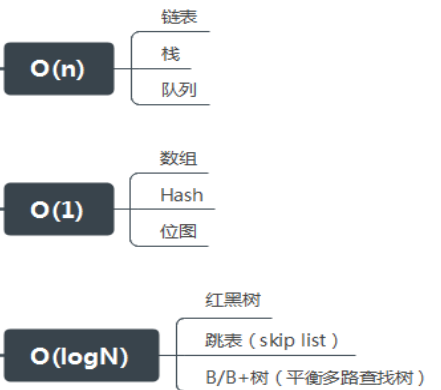 链表
O(n)
栈
队列
数组
O(1)
Hash
位图
红黑树
跳表（skip list）
O(logN)
B/B+树（平衡多路查找树）